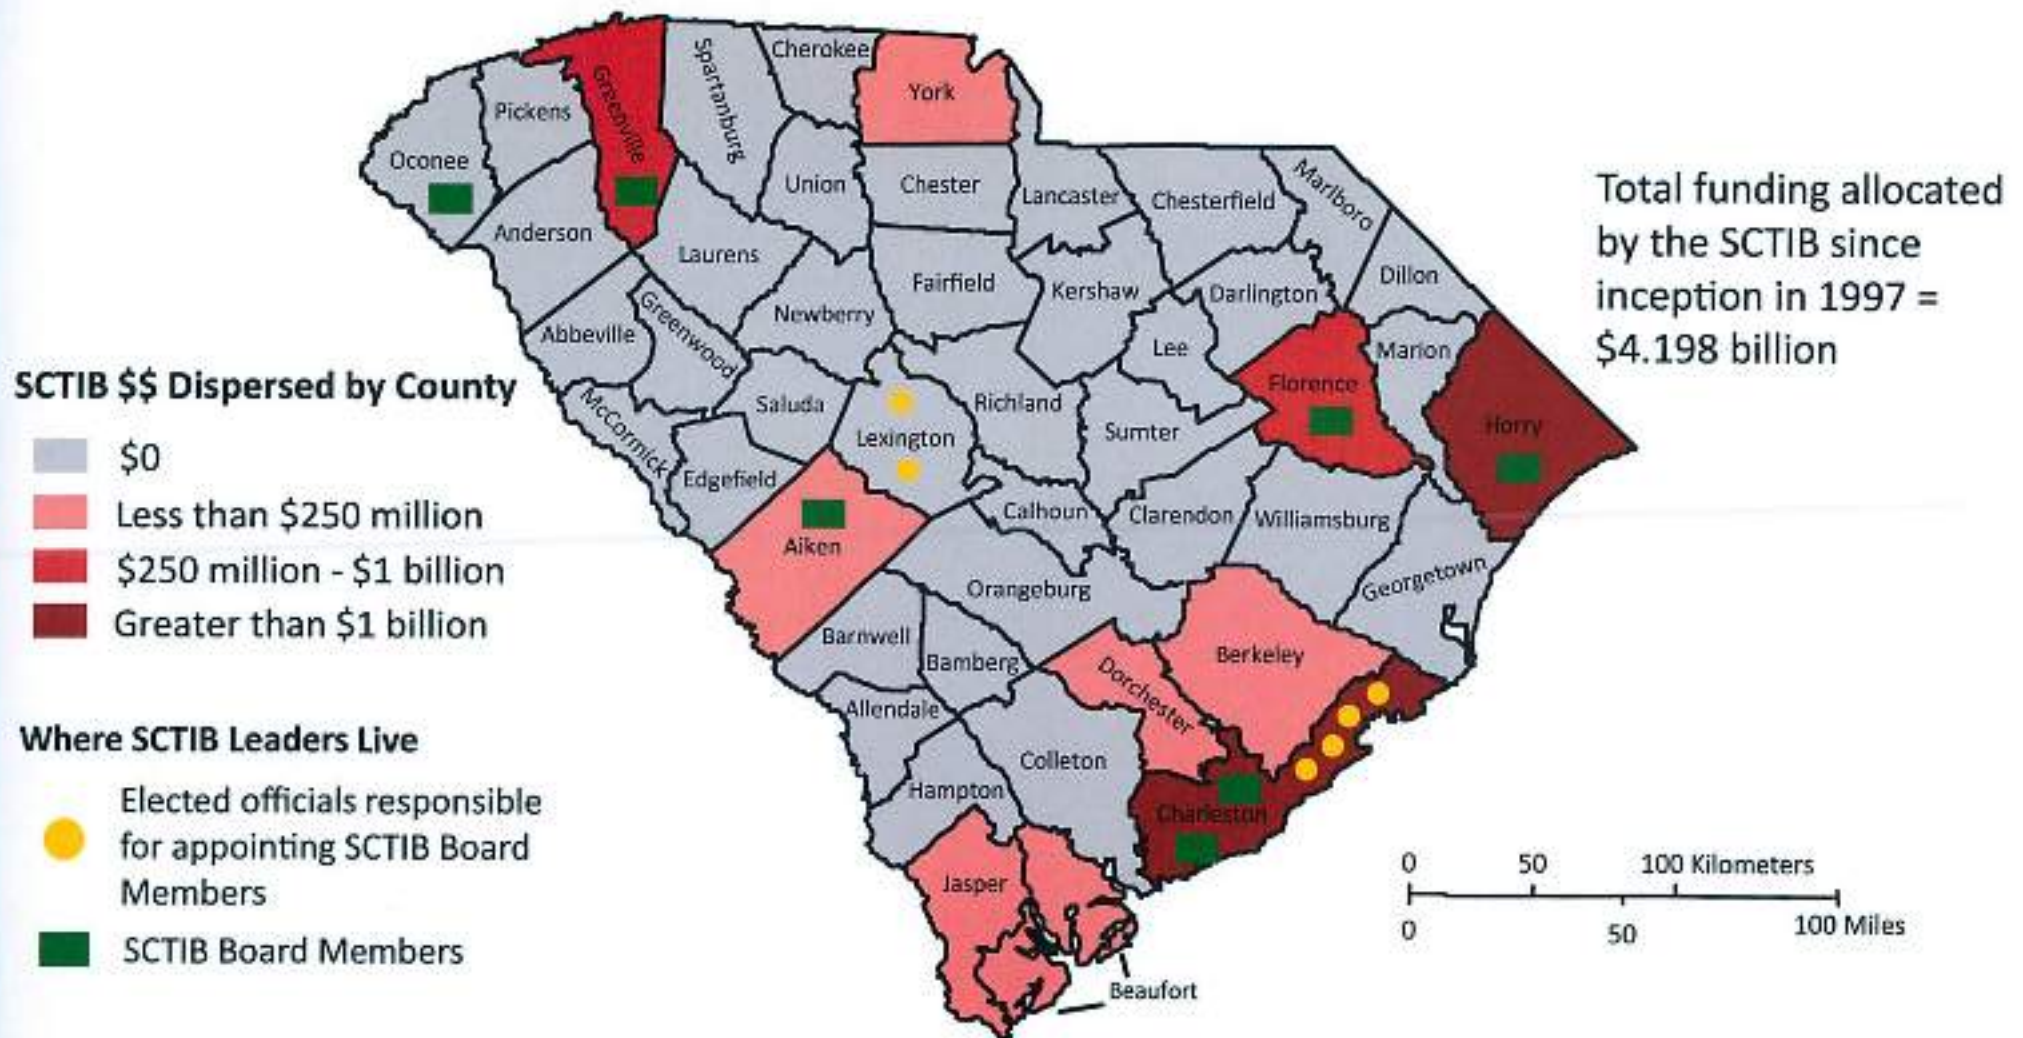 Cherokee
Spartanburg
York
Greenville
Pickens
Oconee
Union
Chester
Lancaster
Chesterfield
Marlboro
Anderson
Laurens
Fairfield
Kershaw
Darlington
Dillon
Newberry
Greenwood
Abbeville
Lee
Marion
Florence
McCormick
Saluda
Richland
Lexington
Sumter
Horry
Edgefield
Calhoun
Clarendon
Williamsburg
Aiken
Orangeburg
Georgetown
Barnwell
Bamberg
Berkeley
Dorchester
Allendale
Colleton
Hampton
Charleston
Jasper
Beaufort
Total funding allocated
by the SCTIB since
inception in 1997 =
$4.198 billion
SCTIB $$ Dispersed by County
$0
Less than $250 million
$250 million - $1 billion
Greater than $1 billion
Where SCTIB Leaders Live
Elected officials responsible
for appointing SCTIB Board
Members
SCTIB Board Members
0 50 100 Kilometers
0 50 100 Miles